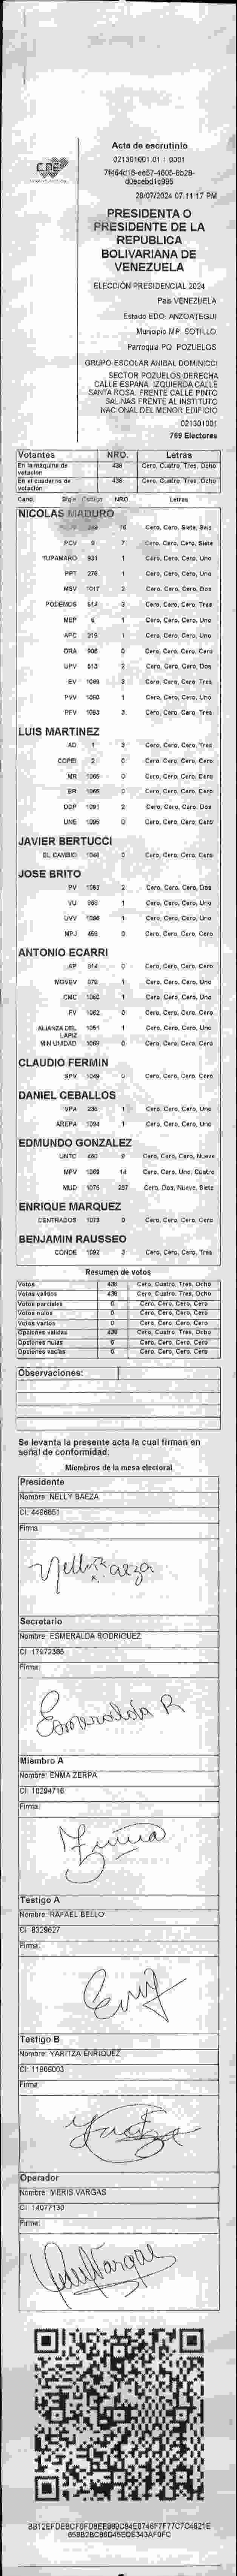 CNE
Acta de escrutinio
021301001.01.1.0001
7f464d18-ee57-4605-8b28-
d0ecebd1c995
28/07/2024 07:11:17 PM
PRESIDENTA O
PRESIDENTE DE LA
REPUBLICA
BOLIVARIANA DE
VENEZUELA
ELECCIÓN PRESIDENCIAL 2024
País VENEZUELA
Estado EDO. ANZOATEGUI
Municipio MP. SOTILLO
Parroquia PQ. POZUELOS
GRUPO ESCOLAR ANIBAL DOMINICCI
SECTOR POZUELOS DERECHA
CALLE ESPAÑA. IZQUIERDA CALLE
SANTA ROSA. FRENTE CALLE PINTO
SALINAS FRENTE AL INSTITUTO
NACIONAL DEL MENOR EDIFICIO
021301001
769 Electores
Votantes NRO. Letras
En la máquina de votación 438 Cero, Cuatro, Tres, Ocho
En el cuaderno de votación 438 Cero, Cuatro, Tres, Ocho
Cand. Sigla Código NRO. Letras
NICOLAS MADURO
76 Cero, Cero, Siete, Seis
PCV 9 7 Cero, Cero, Cero, Siete
TUPAMARO 931 1 Cero, Cero, Cero, Uno
PPT 276 1 Cero, Cero, Cero, Uno
MSV 1017 2 Cero, Cero, Cero, Dos
PODEMOS 514 3 Cero, Cero, Cero, Tres
MEP 6 1 Cero, Cero, Cero, Uno
APC 219 1 Cero, Cero, Cero, Uno
ORA 906 0 Cero, Cero, Cero, Cero
UPV 513 2 Cero, Cero, Cero, Dos
EV 1089 3 Cero, Cero, Cero, Tres
PVV 1090 1 Cero, Cero, Cero, Uno
PFV 1093 3 Cero, Cero, Cero, Tres
LUIS MARTINEZ
AD 1 3 Cero, Cero, Cero, Tres
COPEI 2 0 Cero, Cero, Cero, Cero
MR 1065 0 Cero, Cero, Cero, Cero
BR 1068 0 Cero, Cero, Cero, Cero
DDP 1091 2 Cero, Cero, Cero, Dos
UNE 1095 0 Cero, Cero, Cero, Cero
JAVIER BERTUCCI
EL CAMBIO 1048 0 Cero, Cero, Cero, Cero
JOSE BRITO
PV 1053 2 Cero, Cero, Cero, Dos
VU 968 1 Cero, Cero, Cero, Uno
UVV 1086 1 Cero, Cero, Cero, Uno
MPJ 458 0 Cero, Cero, Cero, Cero
ANTONIO ECARRI
AP 914 0 Cero, Cero, Cero, Cero
MOVEV 978 1 Cero, Cero, Cero, Uno
CMC 1060 1 Cero, Cero, Cero, Uno
FV 1062 0 Cero, Cero, Cero, Cero
ALIANZA DEL LAPIZ 1051 1 Cero, Cero, Cero, Uno
MIN UNIDAD 1069 0 Cero, Cero, Cero, Cero
CLAUDIO FERMIN
SPV 1049 0 Cero, Cero, Cero, Cero
DANIEL CEBALLOS
VPA 236 1 Cero, Cero, Cero, Uno
AREPA 1094 1 Cero, Cero, Cero, Uno
EDMUNDO GONZALEZ
UNTC 460 9 Cero, Cero, Cero, Nueve
MPV 1069 14 Cero, Cero, Uno, Cuatro
MUD 1075 297 Cero, Dos, Nueve, Siete
ENRIQUE MARQUEZ
CENTRADOS 1073 0 Cero, Cero, Cero, Cero
BENJAMIN RAUSSEO
CONDE 1092 3 Cero, Cero, Cero, Tres
Resumen de votos
Votos 438 Cero, Cuatro, Tres, Ocho
Votos validos 438 Cero, Cuatro, Tres, Ocho
Votos parciales 0 Cero, Cero, Cero, Cero
Votos nulos 0 Cero, Cero, Cero, Cero
Votos vacios 0 Cero, Cero, Cero, Cero
Opciones validas 438 Cero, Cuatro, Tres, Ocho
Opciones nulas 0 Cero, Cero, Cero, Cero
Opciones vacias 0 Cero, Cero, Cero, Cero
Observaciones:
Se levanta la presente acta la cual firman en
señal de conformidad.
Miembros de la mesa electoral
Presidente
Nombre: NELLY BAEZA
CI: 4496851
Firma:
Nelly Baeza
Secretario
Nombre: ESMERALDA RODRIGUEZ
CI: 17972385
Firma:
Esmeralda R
Miembro A
Nombre: ENMA ZERPA
CI: 10294716
Firma:
Testigo A
Nombre: RAFAEL BELLO
CI: 8329627
Firma:
Testigo B
Nombre: YARITZA ENRIQUEZ
CI: 11909003
Firma:
Operador
Nombre: MERIS VARGAS
CI: 14077130
Firma:
BB12EFDEBCF0FD8EE869C94E0746F7F77C7C4821E
658B2BCB6D45EDE343AF0FC